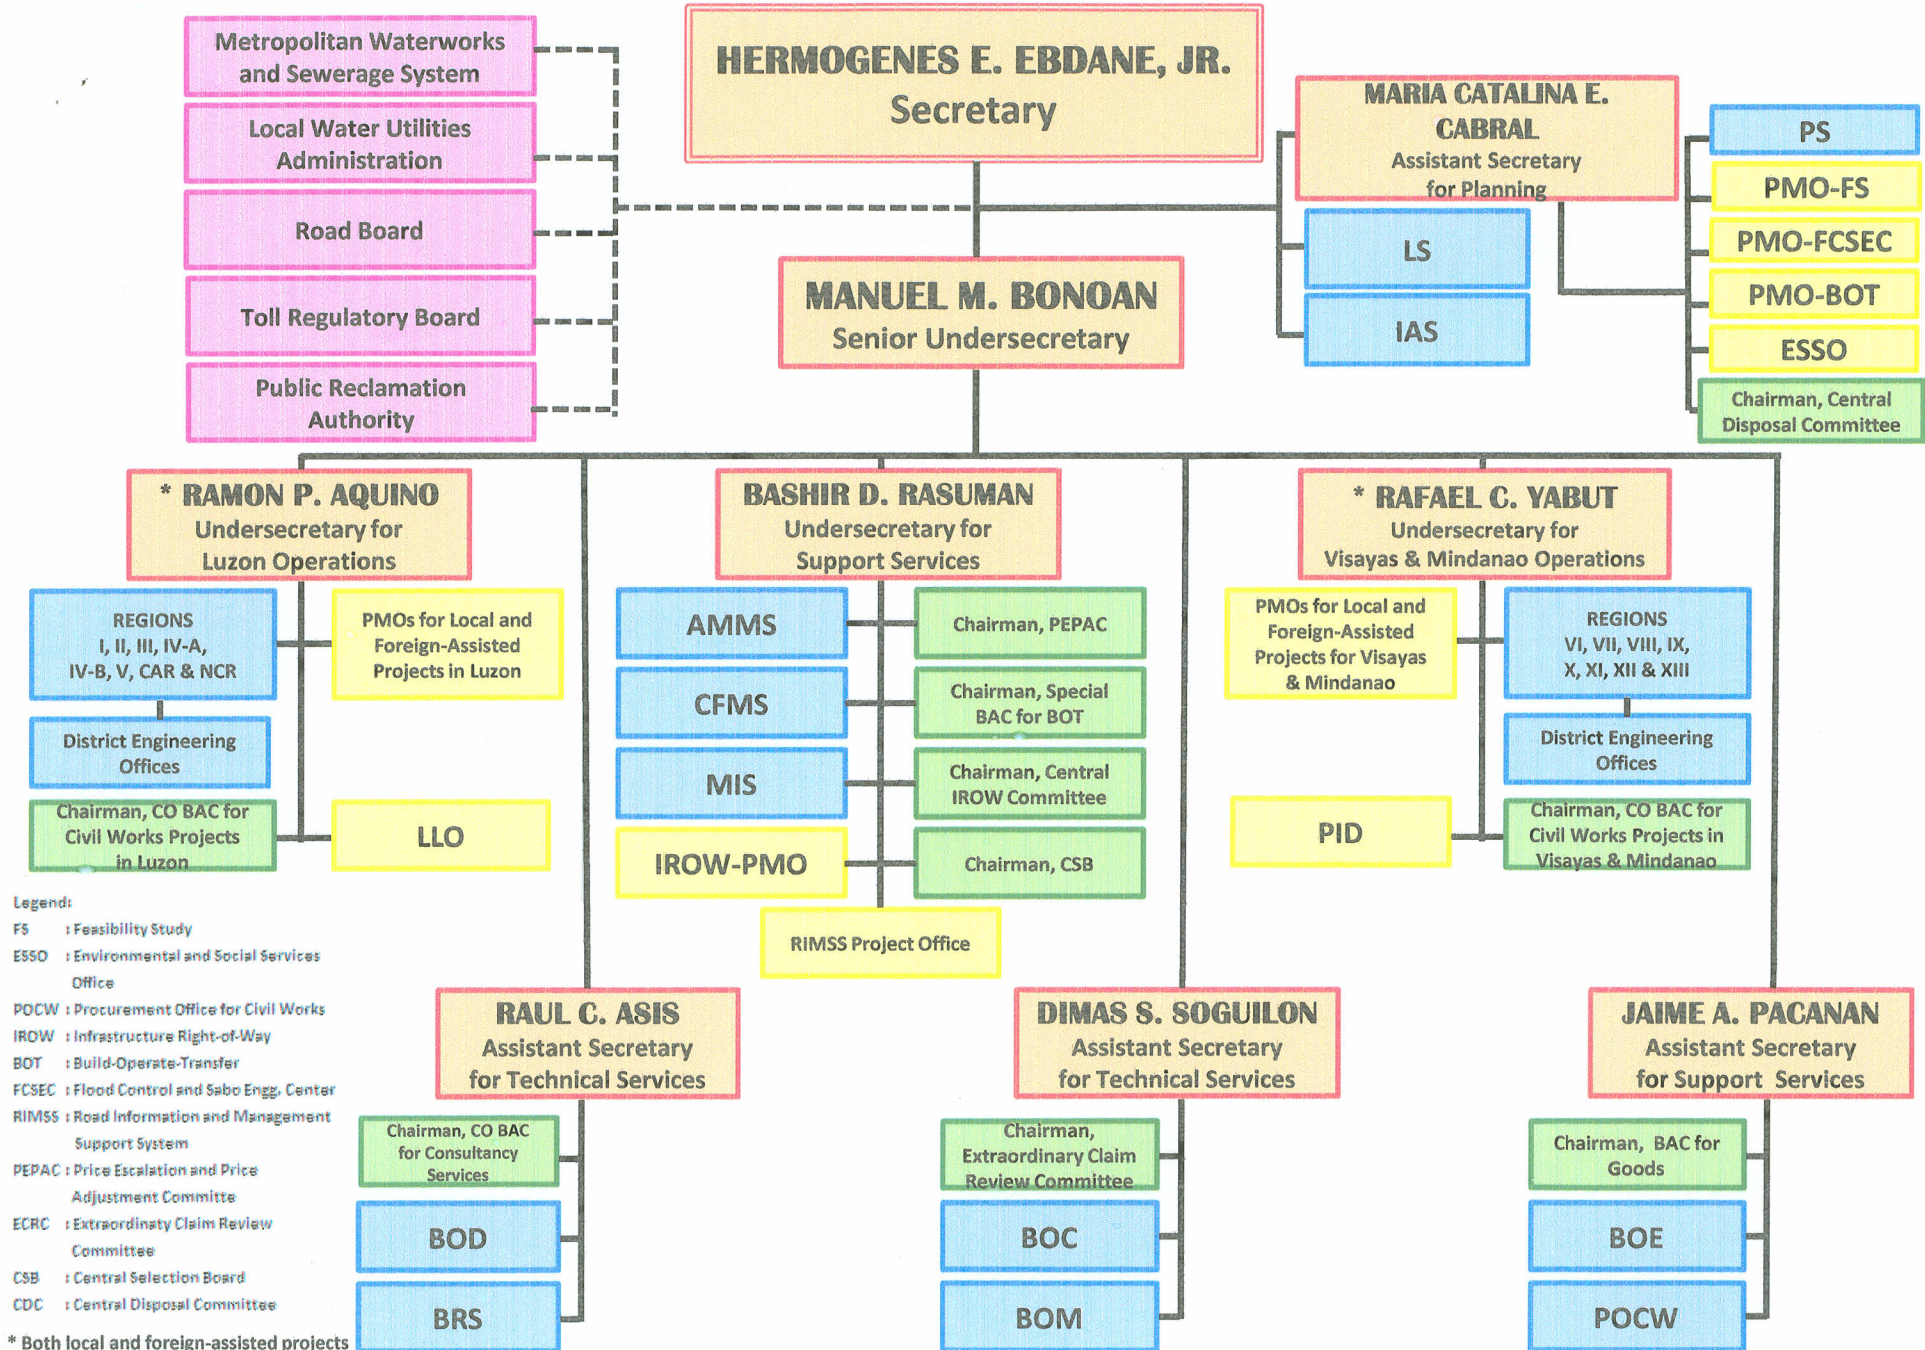 Metropolitan Waterworks
and Sewerage System
Local Water Utilities
Administration
Road Board
Toll Regulatory Board
Public Reclamation
Authority
HERMOGENES E. EBDANE, JR.
Secretary
MARIA CATALINA E.
CABRAL
Assistant Secretary
for Planning
LS
IAS
PS
PMO-FS
PMO-FCSEC
PMO-BOT
ESSO
Chairman, Central
Disposal Committee
MANUEL M. BONOAN
Senior Undersecretary
* RAMON P. AQUINO
Undersecretary for
Luzon Operations
REGIONS
I, II, III, IV-A,
IV-B, V, CAR & NCR
PMOs for Local and
Foreign-Assisted
Projects in Luzon
District Engineering
Offices
Chairman, CO BAC for
Civil Works Projects
in Luzon
LLO
BASHIR D. RASUMAN
Undersecretary for
Support Services
AMMS
Chairman, PEPAC
CFMS
Chairman, Special
BAC for BOT
MIS
Chairman, Central
IROW Committee
IROW-PMO
Chairman, CSB
RIMSS Project Office
* RAFAEL C. YABUT
Undersecretary for
Visayas & Mindanao Operations
PMOs for Local and
Foreign-Assisted
Projects for Visayas
& Mindanao
REGIONS
VI, VII, VIII, IX,
X, XI, XII & XIII
District Engineering
Offices
PID
Chairman, CO BAC for
Civil Works Projects in
Visayas & Mindanao
RAUL C. ASIS
Assistant Secretary
for Technical Services
Chairman, CO BAC
for Consultancy
Services
BOD
BRS
DIMAS S. SOGUILON
Assistant Secretary
for Technical Services
Chairman,
Extraordinary Claim
Review Committee
BOC
BOM
JAIME A. PACANAN
Assistant Secretary
for Support Services
Chairman, BAC for
Goods
BOE
POCW
Legend:
FS : Feasibility Study
ESSO : Environmental and Social Services
Office
POCW : Procurement Office for Civil Works
IROW : Infrastructure Right-of-Way
BOT : Build-Operate-Transfer
FCSEC : Flood Control and Sabo Engg. Center
RIMSS : Road Information and Management
Support System
PEPAC : Price Escalation and Price
Adjustment Committe
ECRC : Extraordinaty Claim Review
Committee
CSB : Central Selection Board
CDC : Central Disposal Committee
* Both local and foreign-assisted projects